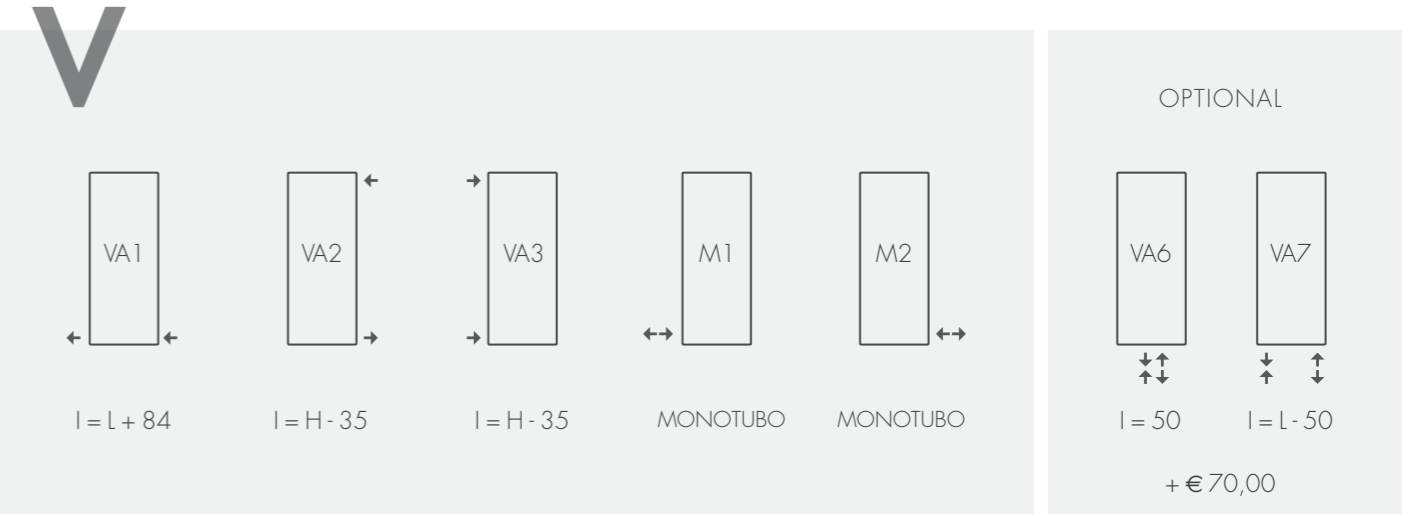 V
OPTIONAL
VA1 VA2 VA3 M1 M2 VA6 VA7
I = L + 84 I = H - 35 I = H - 35 MONOTUBO MONOTUBO I = 50 I = L - 50
+ € 70,00